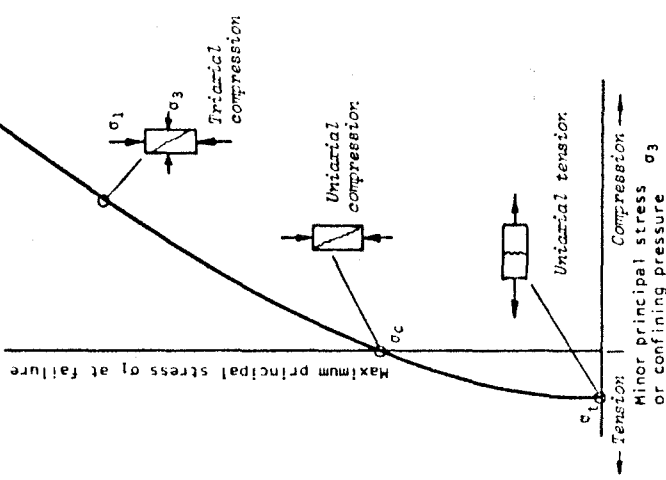 σ1
σ3
Triaxial
compression
Uniaxial
compression
Uniaxial tension
σc
σt
Maximum principal stress σ1 at failure
Tension
Compression
Minor principal stress σ3
or confining pressure